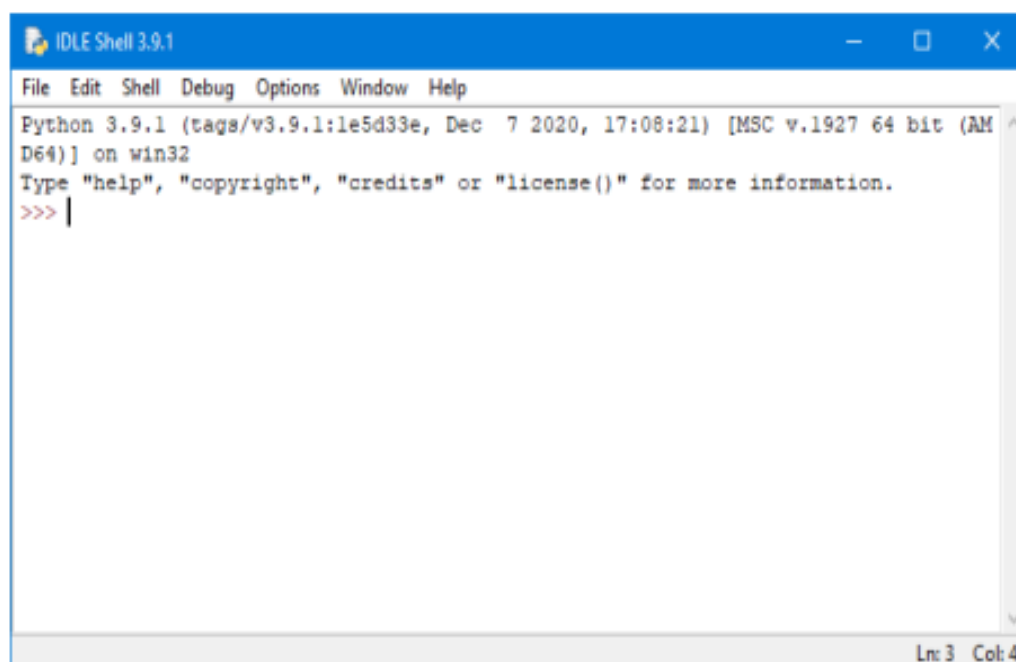 IDLE Shell 3.9.1
File Edit Shell Debug Options Window Help
Python 3.9.1 (tags/v3.9.1:1e5d33e, Dec  7 2020, 17:08:21) [MSC v.1927 64 bit (AM
D64)] on win32
Type "help", "copyright", "credits" or "license()" for more information.
>>>
Ln: 3 Col: 4